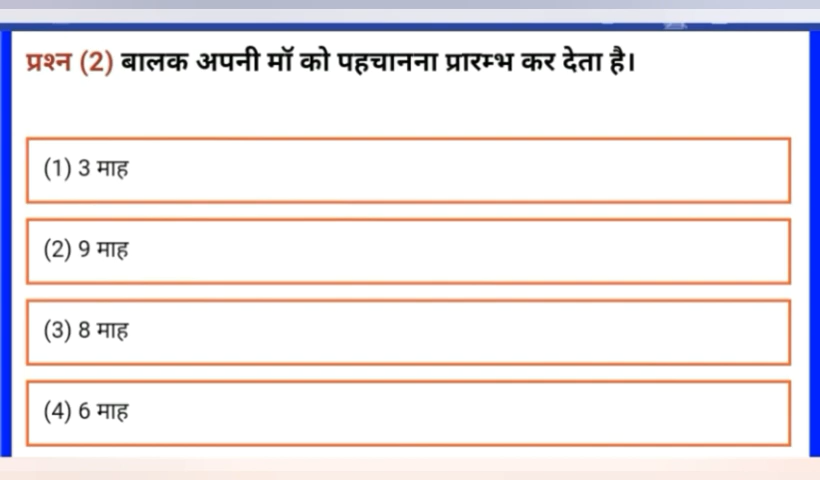 प्रश्न (2) बालक अपनी मॉ को पहचानना प्रारम्भ कर देता है।
(1) 3 माह
(2) 9 माह
(3) 8 माह
(4) 6 माह